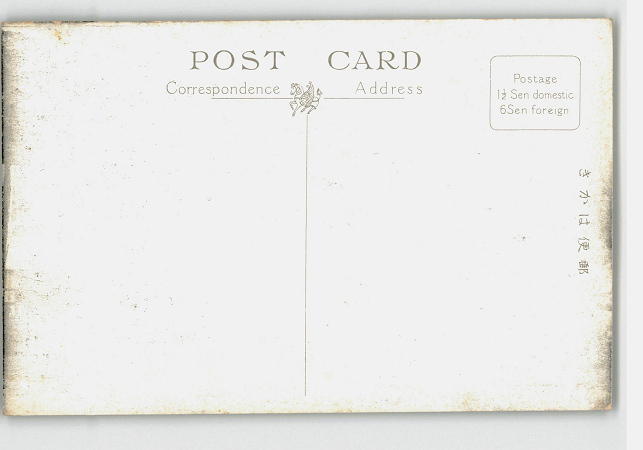 POST CARD
Correspondence Address
Postage
1½ Sen domestic
6Sen foreign
きかは便郵